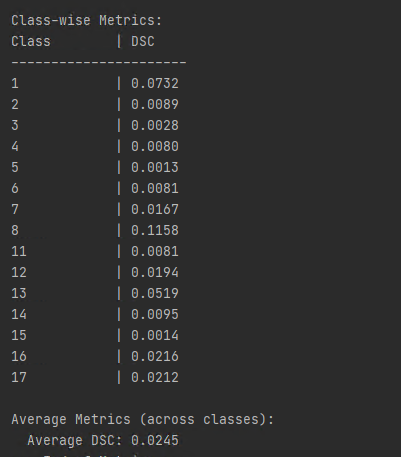 Class-wise Metrics:
Class | DSC
----------------------
1 | 0.0732
2 | 0.0089
3 | 0.0028
4 | 0.0080
5 | 0.0013
6 | 0.0081
7 | 0.0167
8 | 0.1158
11 | 0.0081
12 | 0.0194
13 | 0.0519
14 | 0.0095
15 | 0.0014
16 | 0.0216
17 | 0.0212
Average Metrics (across classes):
Average DSC: 0.0245